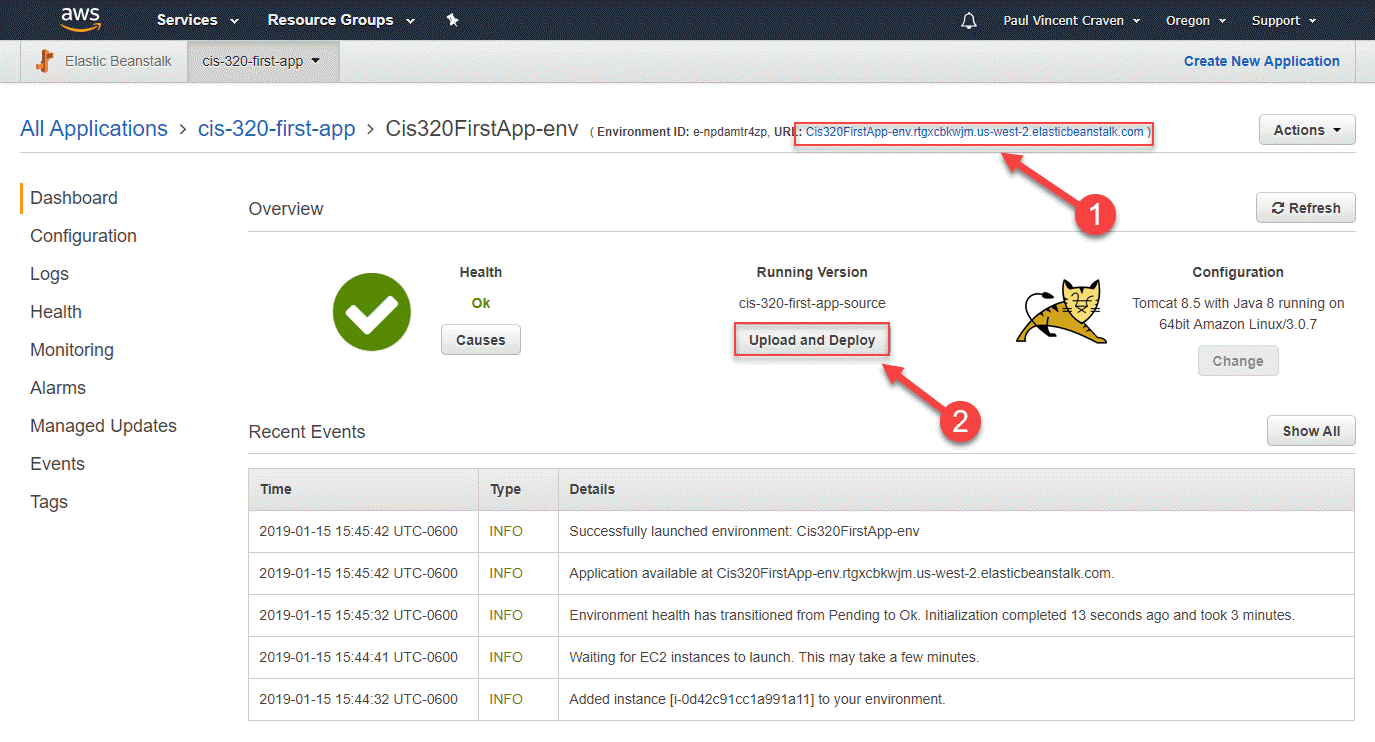 aws Services Resource Groups Paul Vincent Craven Oregon Support
Elastic Beanstalk cis-320-first-app Create New Application
All Applications > cis-320-first-app > Cis320FirstApp-env ( Environment ID: e-npdamtr4zp, URL: Cis320FirstApp-env.rtgxcbkwjm.us-west-2.elasticbeanstalk.com ) Actions
1
Dashboard
Configuration
Logs
Health
Monitoring
Alarms
Managed Updates
Events
Tags
Overview Refresh
Health
Ok
Causes
Running Version
cis-320-first-app-source
Upload and Deploy
2
Configuration
Tomcat 8.5 with Java 8 running on
64bit Amazon Linux/3.0.7
Change
Recent Events Show All
Time Type Details
2019-01-15 15:45:42 UTC-0600 INFO Successfully launched environment: Cis320FirstApp-env
2019-01-15 15:45:42 UTC-0600 INFO Application available at Cis320FirstApp-env.rtgxcbkwjm.us-west-2.elasticbeanstalk.com.
2019-01-15 15:45:32 UTC-0600 INFO Environment health has transitioned from Pending to Ok. Initialization completed 13 seconds ago and took 3 minutes.
2019-01-15 15:44:41 UTC-0600 INFO Waiting for EC2 instances to launch. This may take a few minutes.
2019-01-15 15:44:32 UTC-0600 INFO Added instance [i-0d42c91cc1a991a11] to your environment.